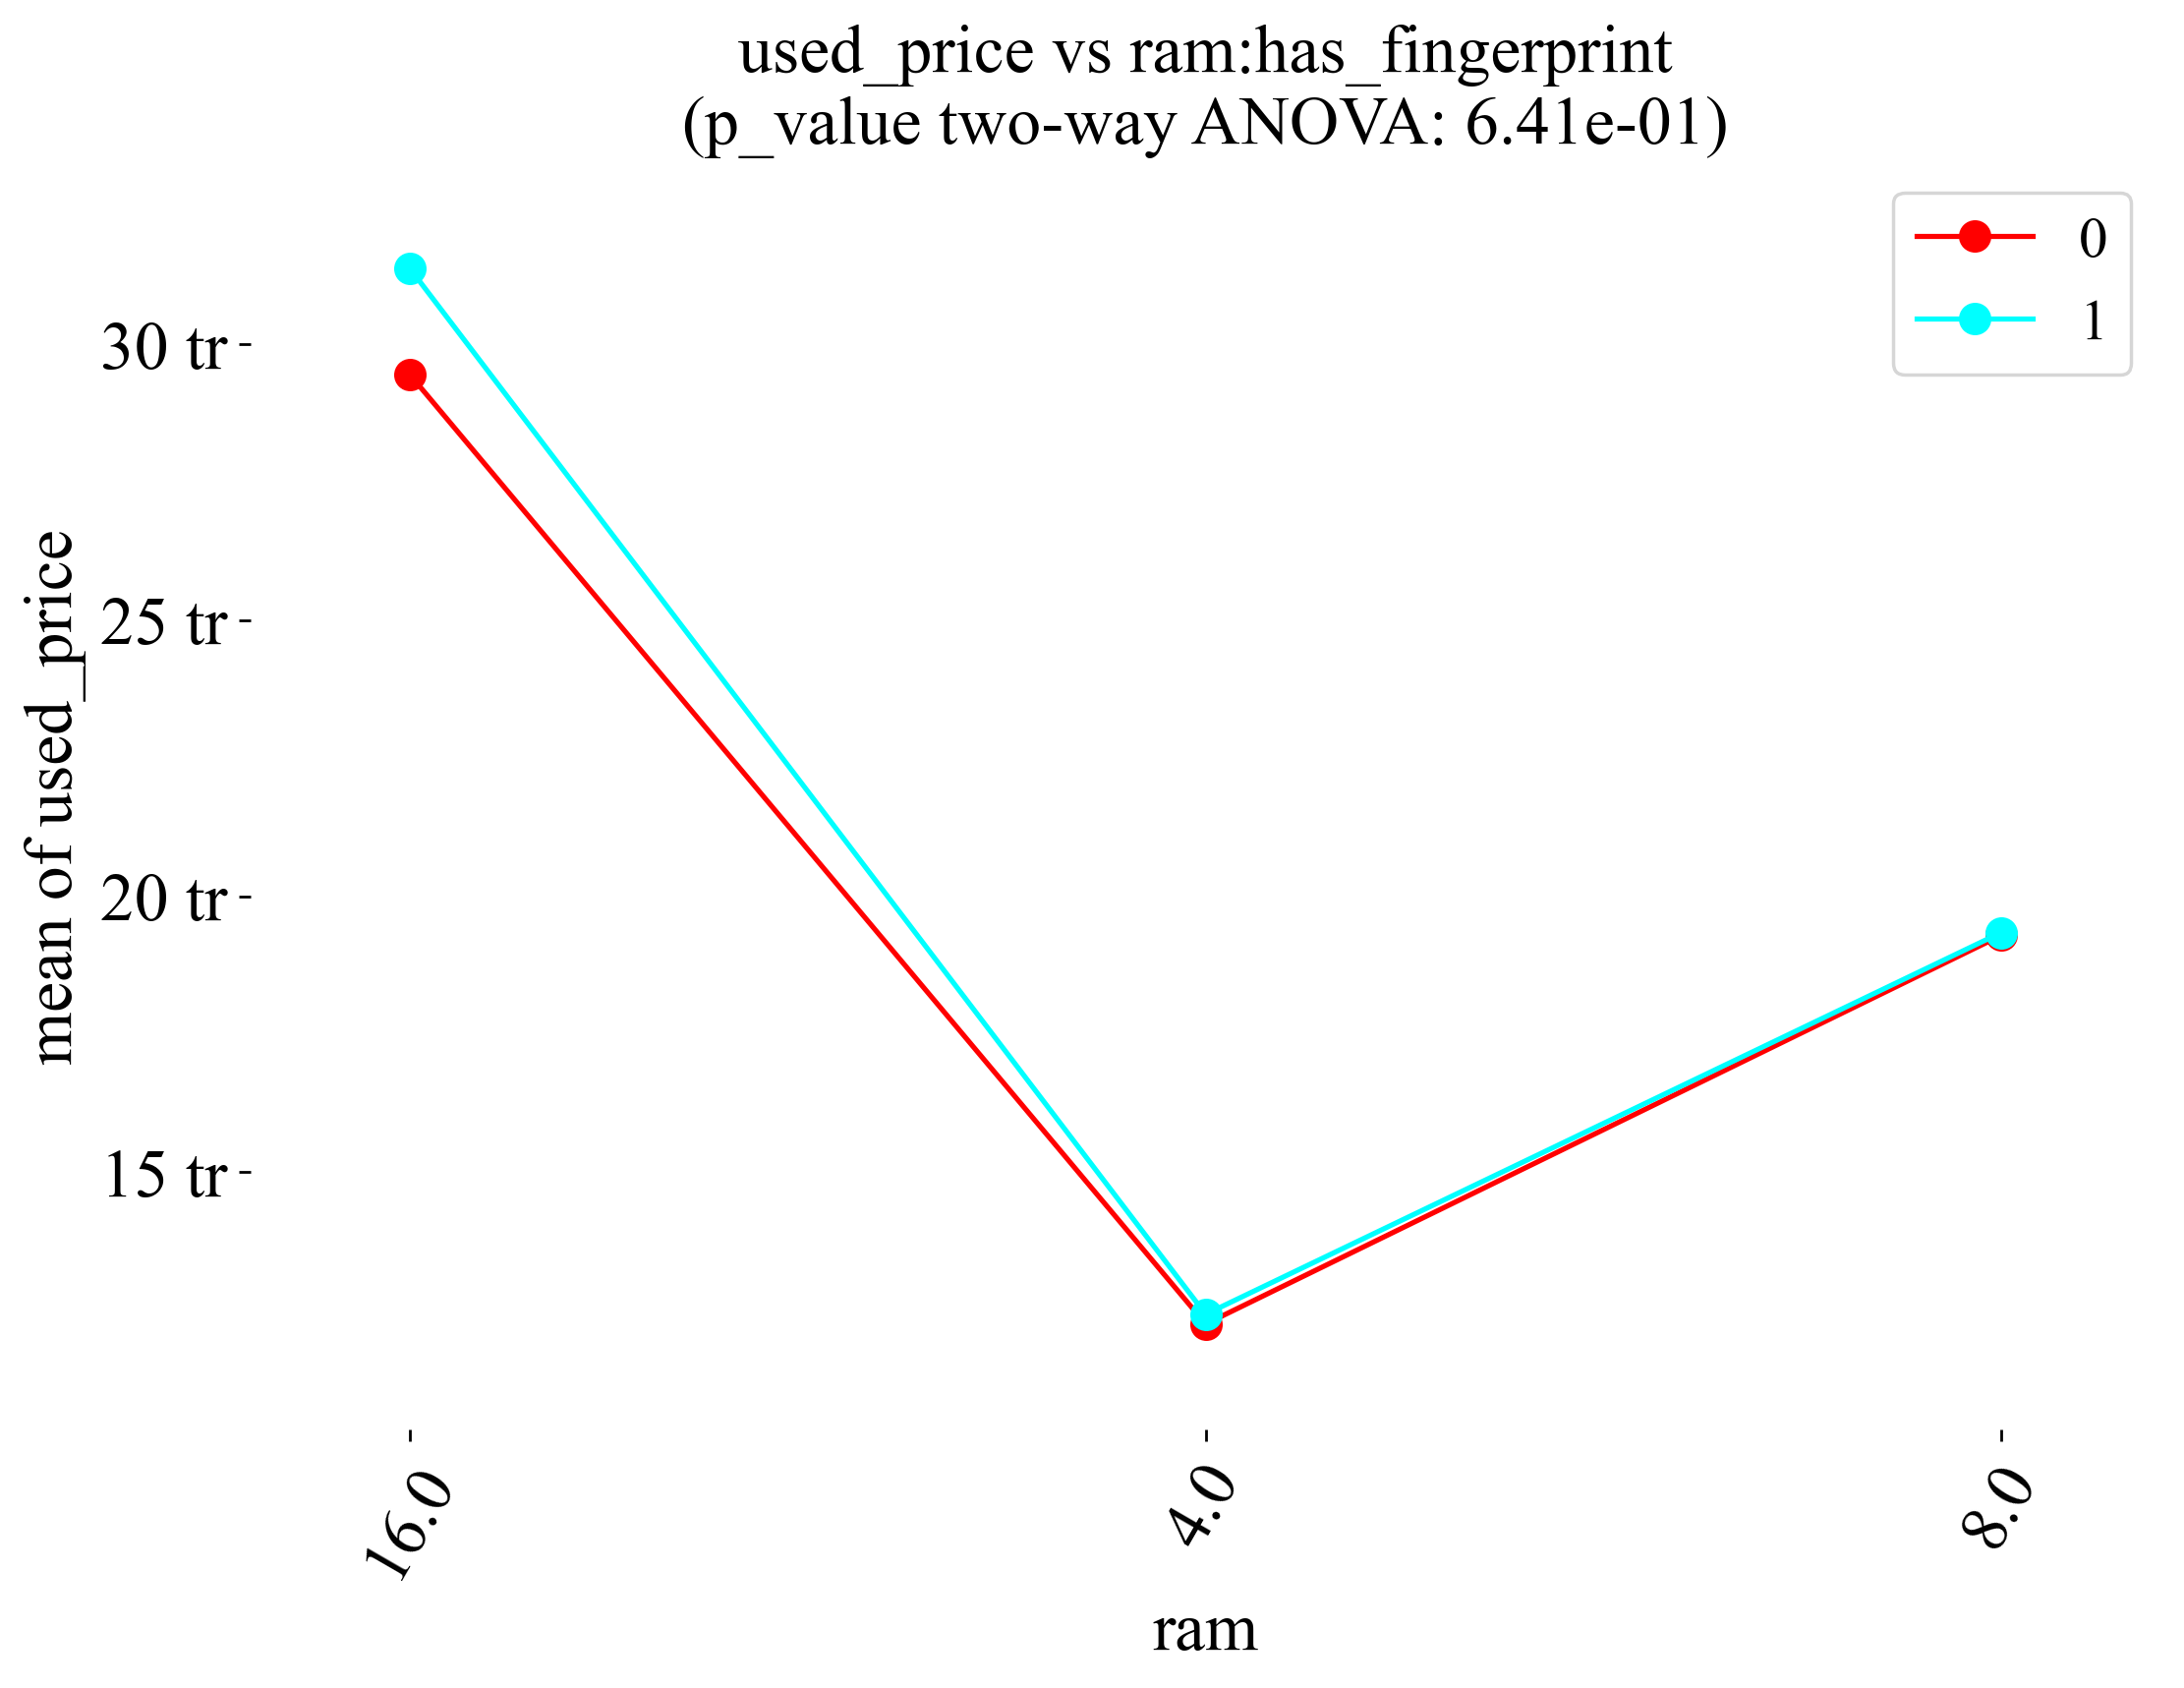 used_price vs ram:has_fingerprint
(p_value two-way ANOVA: 6.41e-01)
0
1
30 tr
25 tr
20 tr
15 tr
mean of used_price
16.0
4.0
8.0
ram